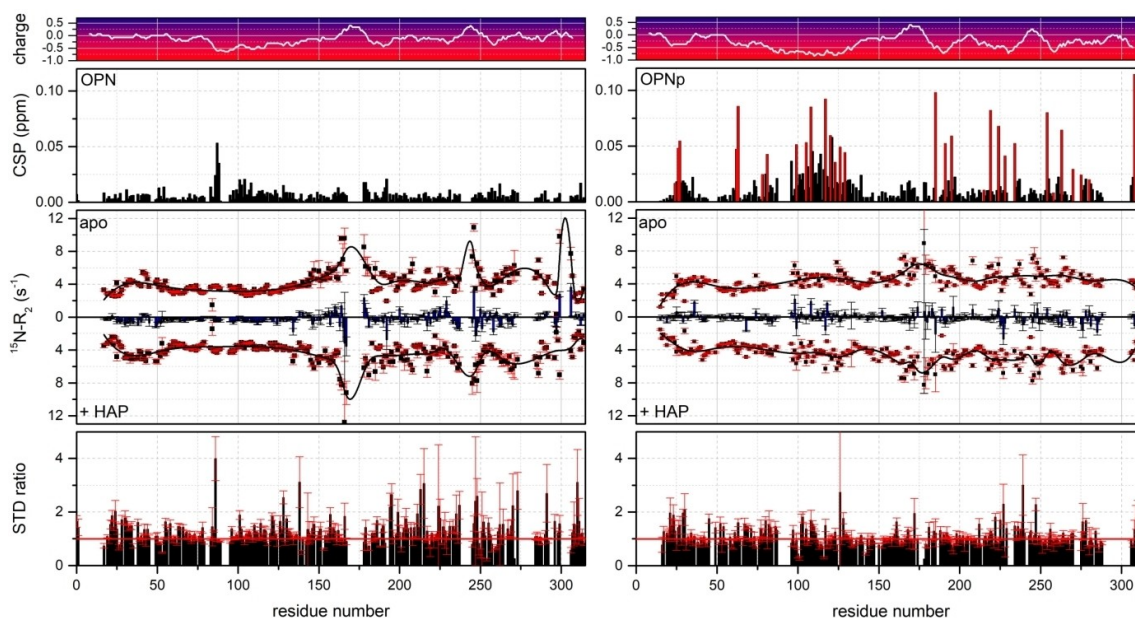 charge
0.5
0.0
-0.5
-1.0
OPN
OPNp
CSP (ppm)
0.10
0.05
0.00
0.10
0.05
0.00
0.5
0.0
-0.5
-1.0
apo
apo
¹⁵N-R₂ (s⁻¹)
12
8
4
0
4
8
12
12
8
4
0
4
8
12
+ HAP
+ HAP
STD ratio
4
2
0
4
2
0
0 50 100 150 200 250 300
0 50 100 150 200 250 300
residue number
residue number